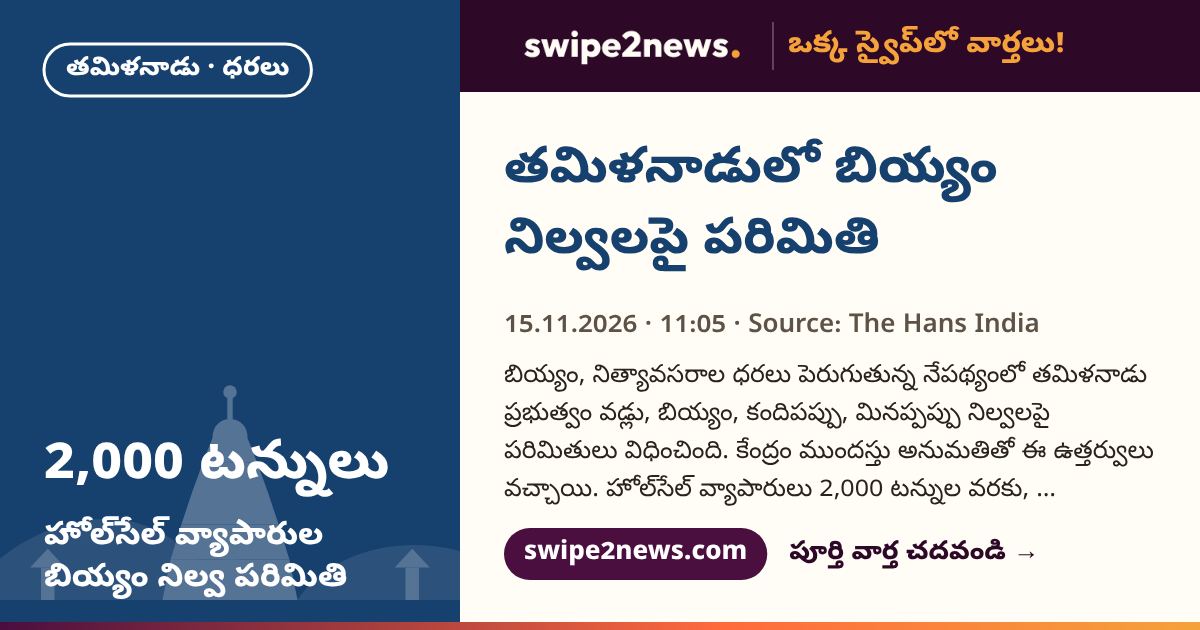 తమిళనాడు · ధరలు
2,000 టన్నులు
హోల్‌సేల్ వ్యాపారుల
బియ్యం నిల్వ పరిమితి
swipe2news.
ఒక్క స్వైప్‌లో వార్తలు!
తమిళనాడులో బియ్యం
నిల్వలపై పరిమితి
15.11.2026 · 11:05 · Source: The Hans India
బియ్యం, నిత్యావసరాల ధరలు పెరుగుతున్న నేపథ్యంలో తమిళనాడు
ప్రభుత్వం వడ్లు, బియ్యం, కందిపప్పు, మినప్పప్పు నిల్వలపై
పరిమితులు విధించింది. కేంద్రం ముందస్తు అనుమతితో ఈ ఉత్తర్వులు
వచ్చాయి. హోల్‌సేల్ వ్యాపారులు 2,000 టన్నుల వరకు, ...
swipe2news.com
పూర్తి వార్త చదవండి →